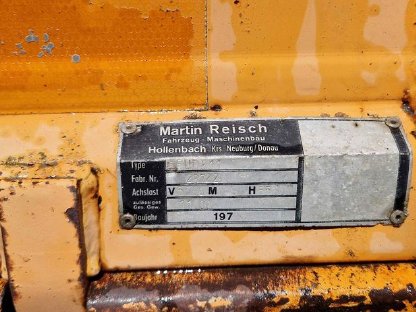 Martin Reisch
Fahrzeug - Maschinenbau
Hollenbach Krs. Neuburg/Donau
Type
Fabr. Nr.
Achslast V M H
zulässiges
Ges. Gew.
Baujahr 197